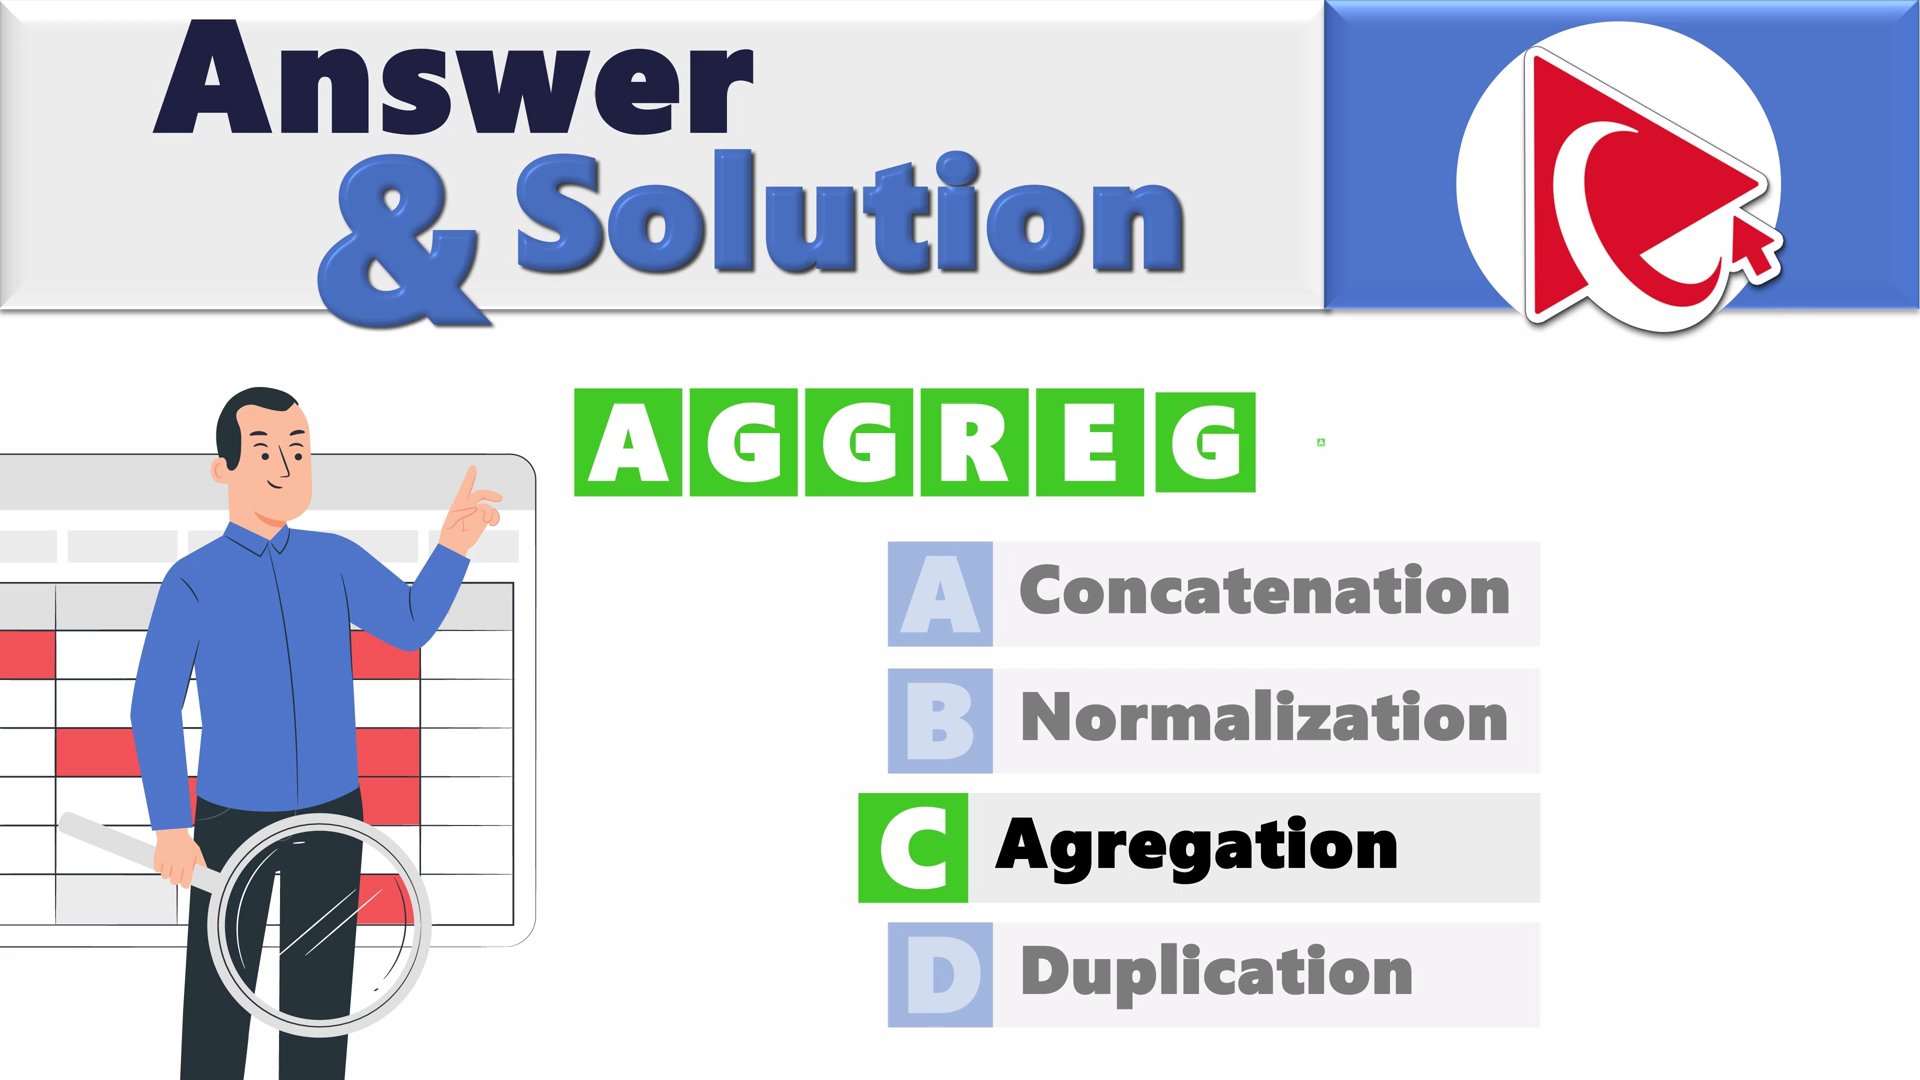 Answer
& Solution
AGGREG A
A Concatenation
B Normalization
C Agregation
D Duplication